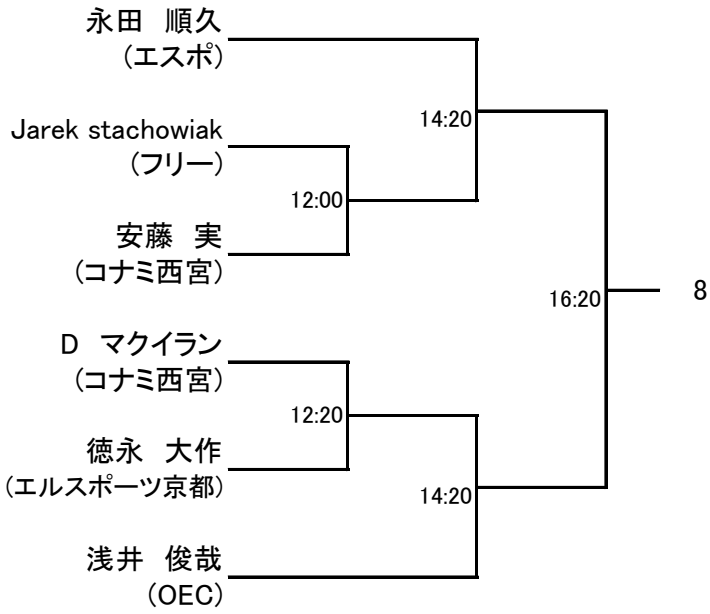 永田　順久
(エスポ)
14:20
Jarek stachowiak
(フリー)
12:00
安藤　実
(コナミ西宮)
16:20
8
D　マクイラン
(コナミ西宮)
12:20
徳永　大作
(エルスポーツ京都)
14:20
浅井　俊哉
(OEC)